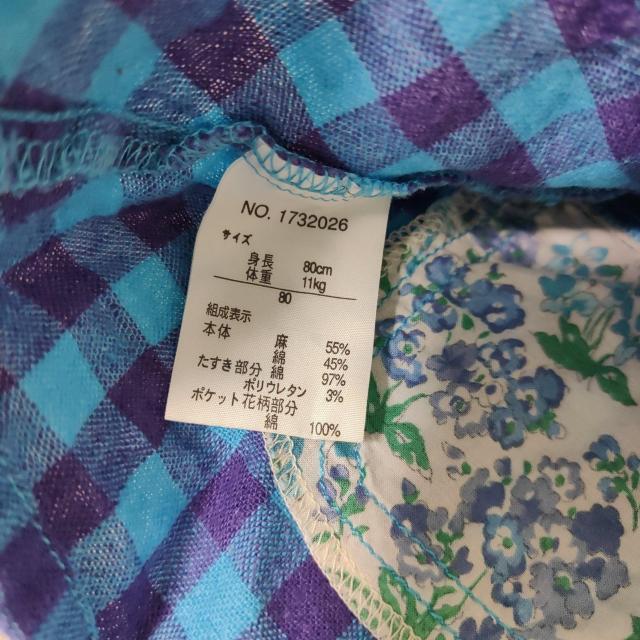 NO. 1732026
サイズ
身長 80cm
体重 11kg
80
組成表示
本体 麻 55%
綿 45%
たすき部分 綿 97%
ポリウレタン 3%
ポケット花柄部分
綿 100%